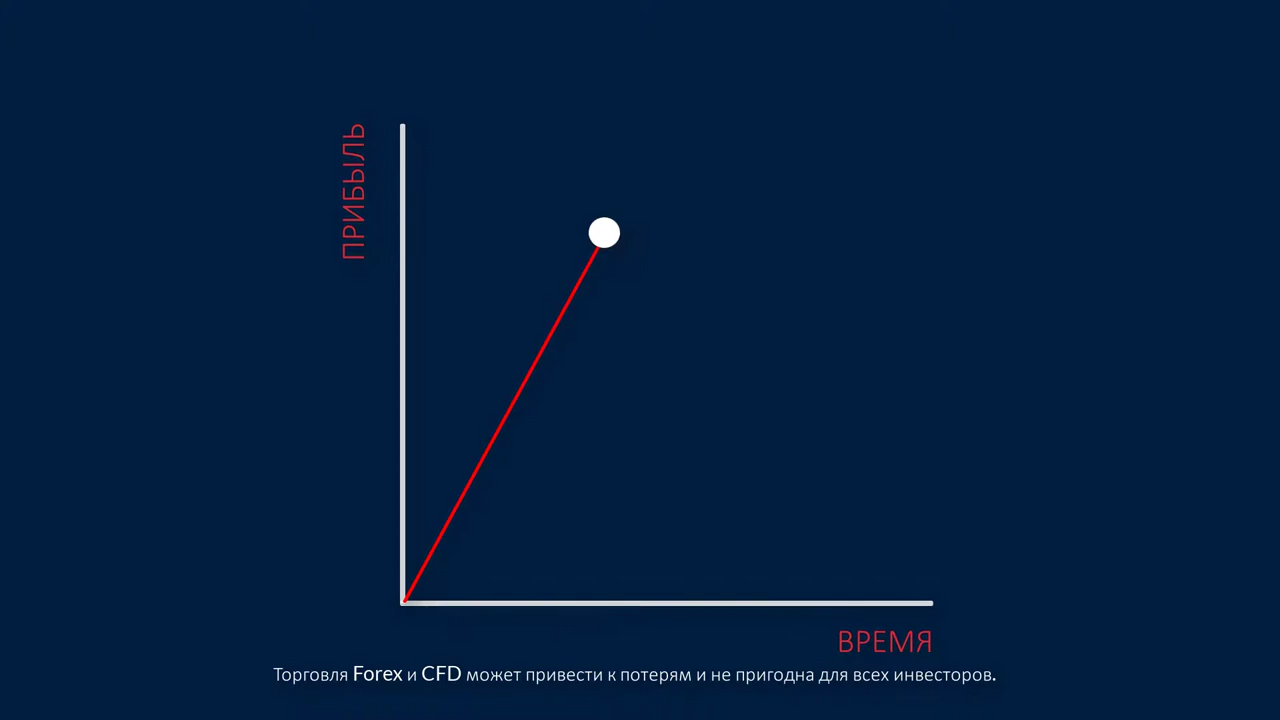 ПРИБЫЛЬ
ВРЕМЯ
Торговля Forex и CFD может привести к потерям и не пригодна для всех инвесторов.